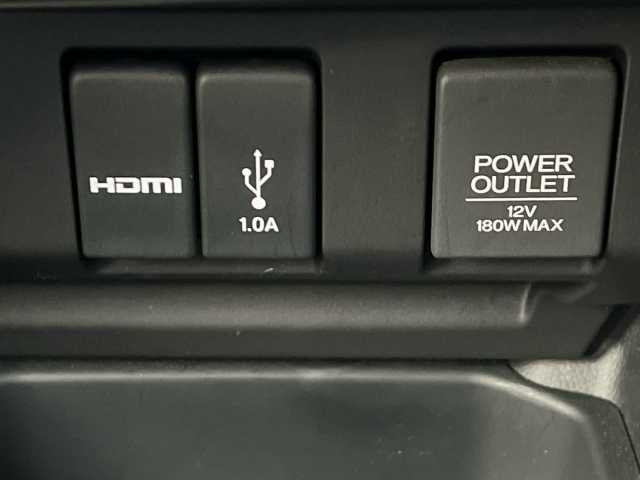 HDMI
1.0A
POWER
OUTLET
12V
180W MAX